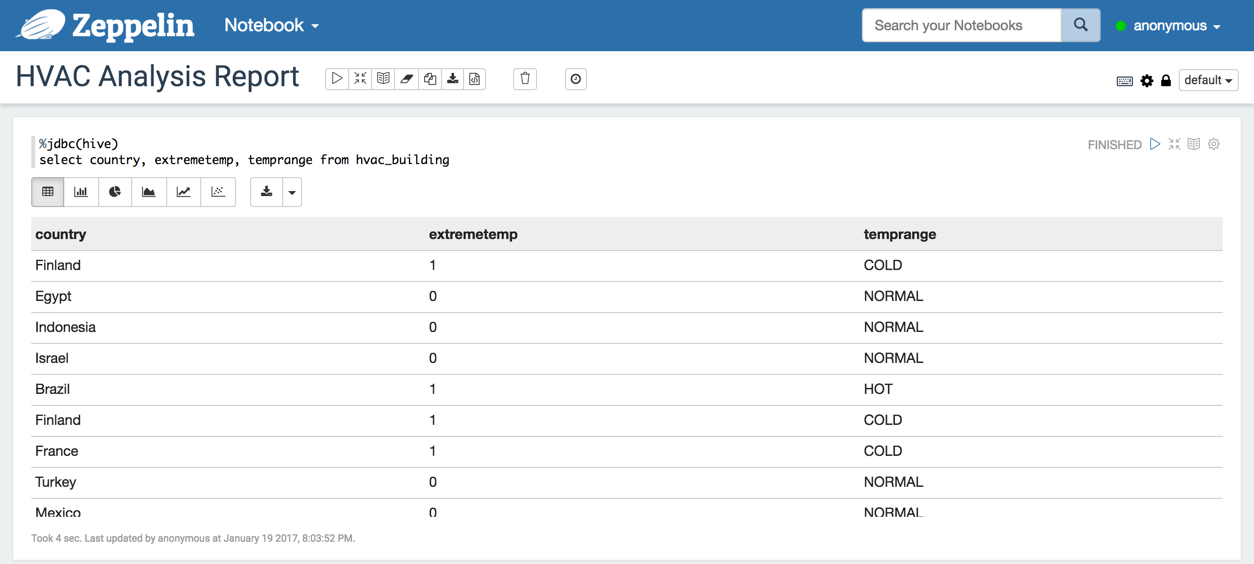 Zeppelin Notebook Search your Notebooks anonymous
HVAC Analysis Report default
%jdbc(hive) FINISHED
select country, extremetemp, temprange from hvac_building
country extremetemp temprange
Finland 1 COLD
Egypt 0 NORMAL
Indonesia 0 NORMAL
Israel 0 NORMAL
Brazil 1 HOT
Finland 1 COLD
France 1 COLD
Turkey 0 NORMAL
Mexico 0 NORMAL
Took 4 sec. Last updated by anonymous at January 19 2017, 8:03:52 PM.